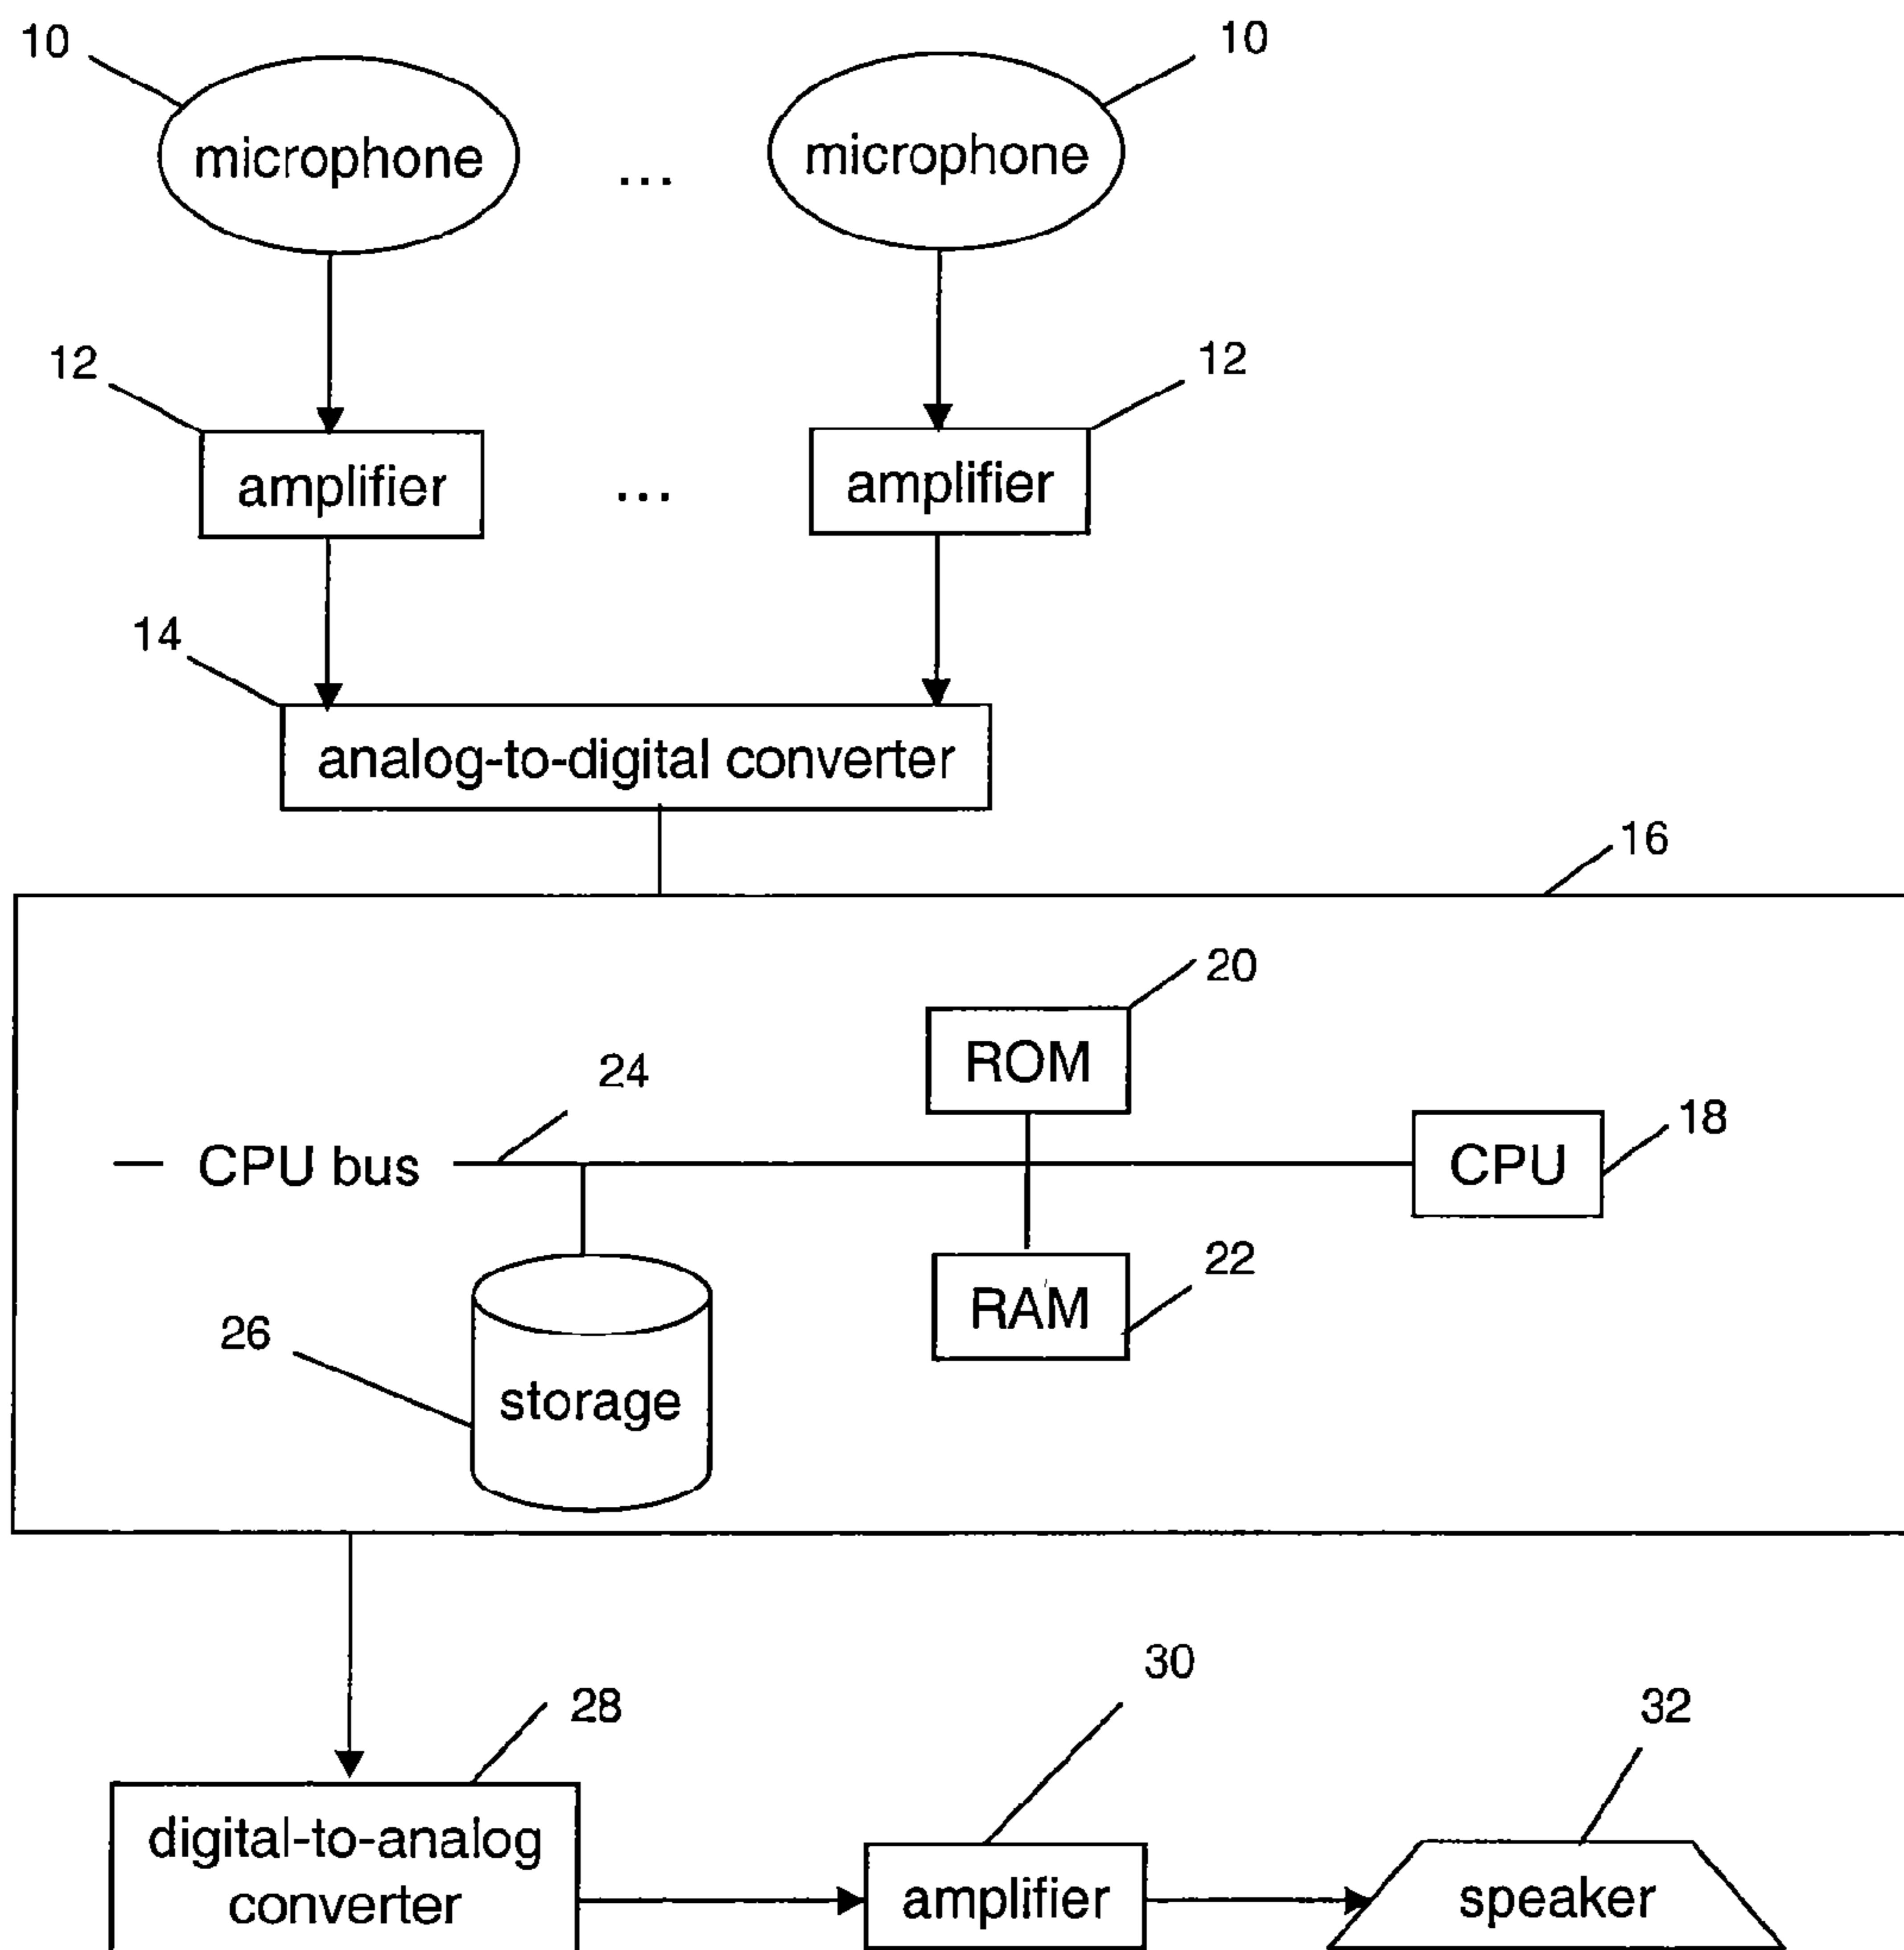 10
10
microphone
...
microphone
12
12
amplifier
...
amplifier
14
analog-to-digital converter
16
20
ROM
24
18
CPU bus
CPU
22
RAM
26
storage
30
28
32
digital-to-analog
converter
amplifier
speaker